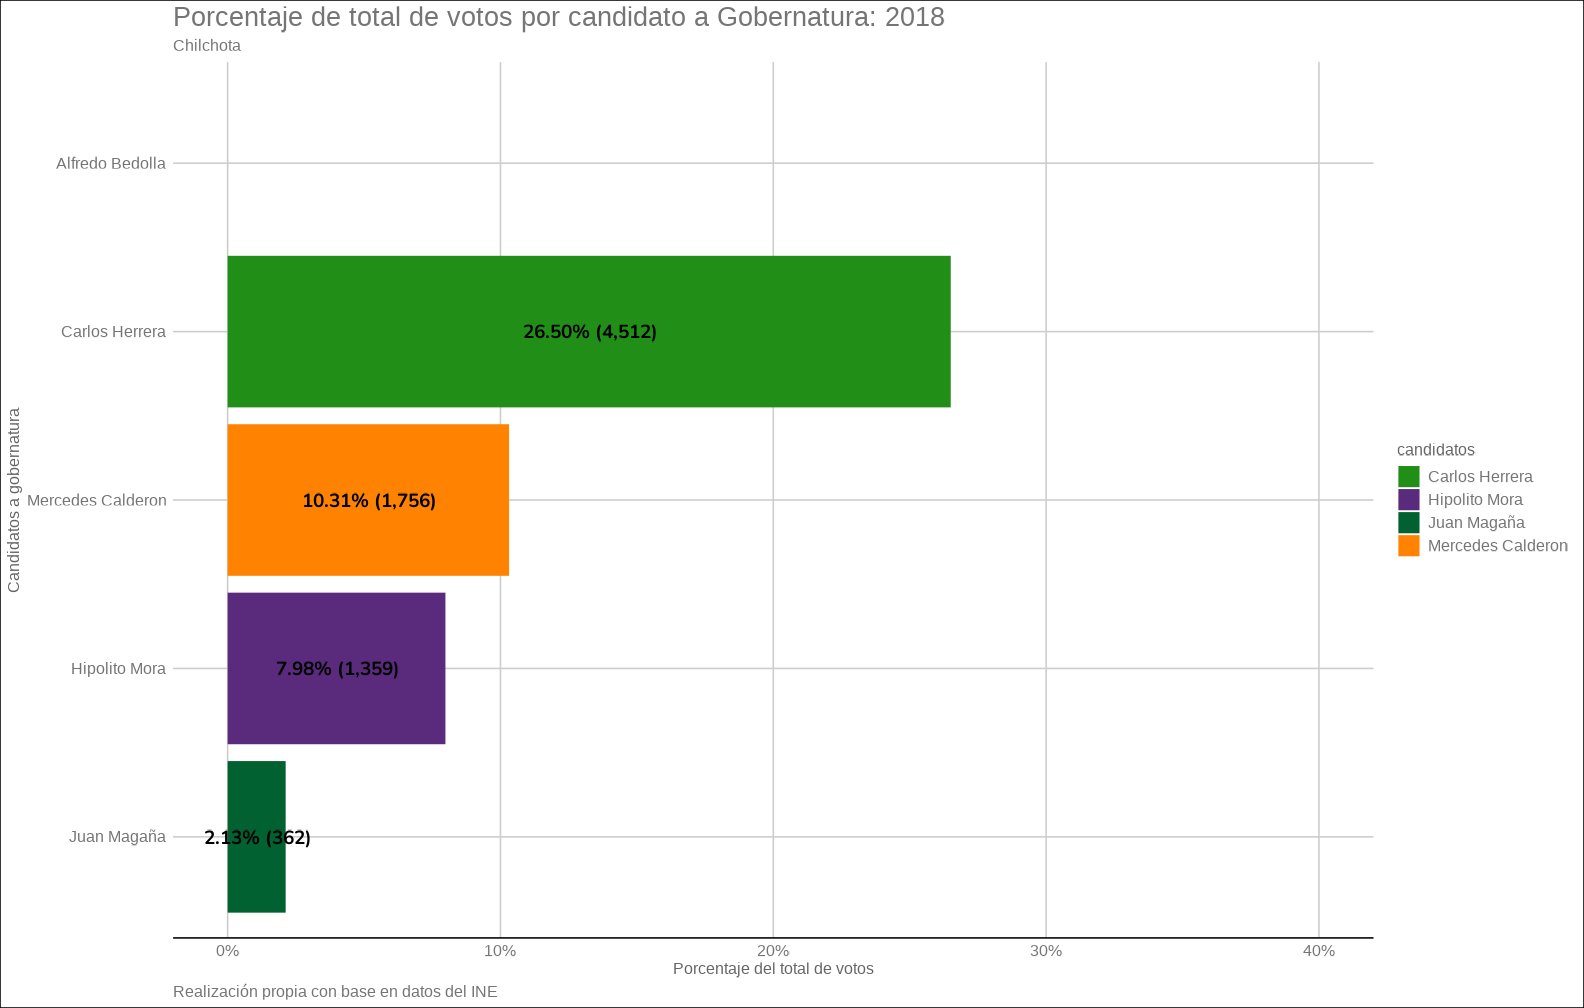 Porcentaje de total de votos por candidato a Gobernatura: 2018
Chilchota
Candidatos a gobernatura
Alfredo Bedolla
Carlos Herrera
26.50% (4,512)
Mercedes Calderon
10.31% (1,756)
Hipolito Mora
7.98% (1,359)
Juan Magaña
2.13% (362)
0%
10%
20%
30%
40%
Porcentaje del total de votos
candidatos
Carlos Herrera
Hipolito Mora
Juan Magaña
Mercedes Calderon
Realización propia con base en datos del INE